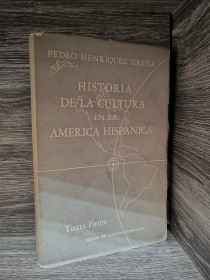 PEDRO HENRIQUEZ UREÑA
HISTORIA
DE LA CULTURA
EN LA
AMERICA HISPANICA
Tierra Firme